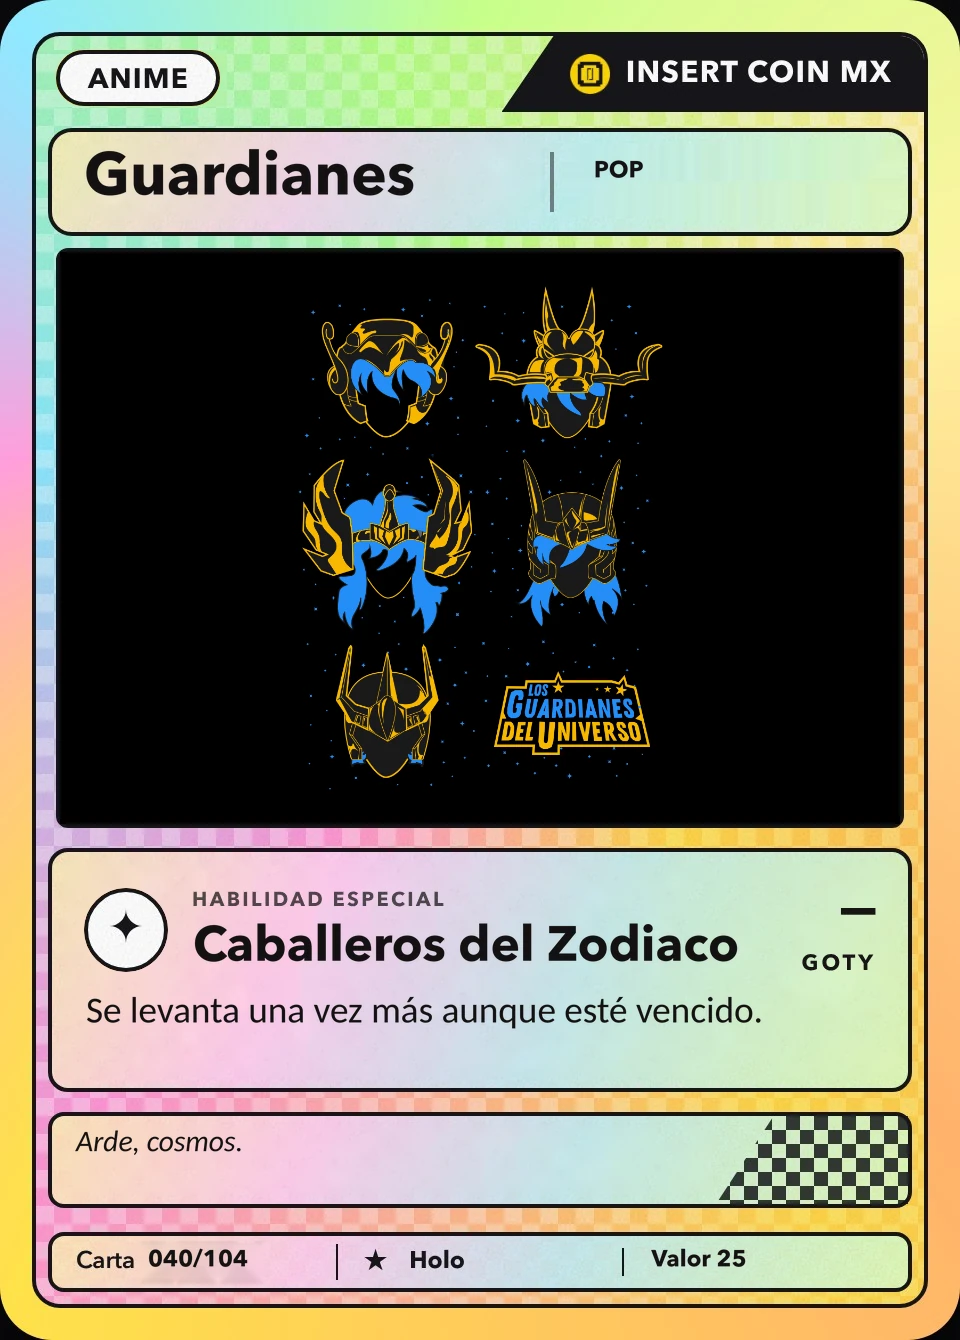 ANIME
INSERT COIN MX
Guardianes
POP
LOS
GUARDIANES
DEL UNIVERSO
HABILIDAD ESPECIAL
Caballeros del Zodiaco
—
GOTY
Se levanta una vez más aunque esté vencido.
Arde, cosmos.
Carta 040/104
★ Holo
Valor 25